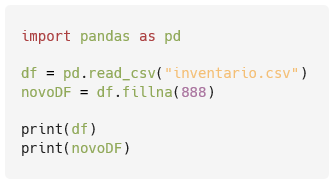 import pandas as pd
df = pd.read_csv("inventario.csv")
novoDF = df.fillna(888)
print(df)
print(novoDF)